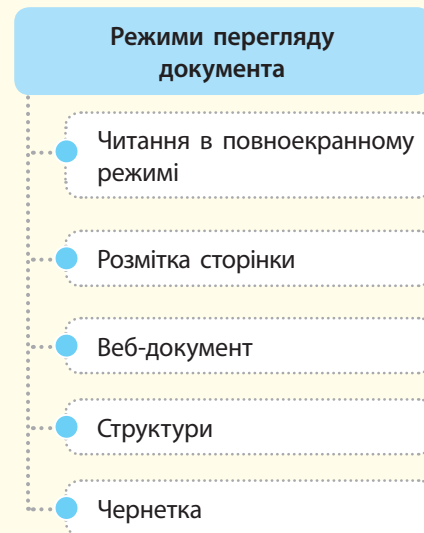 Режими перегляду
документа
Читання в повноекранному
режимі
Розмітка сторінки
Веб-документ
Структури
Чернетка